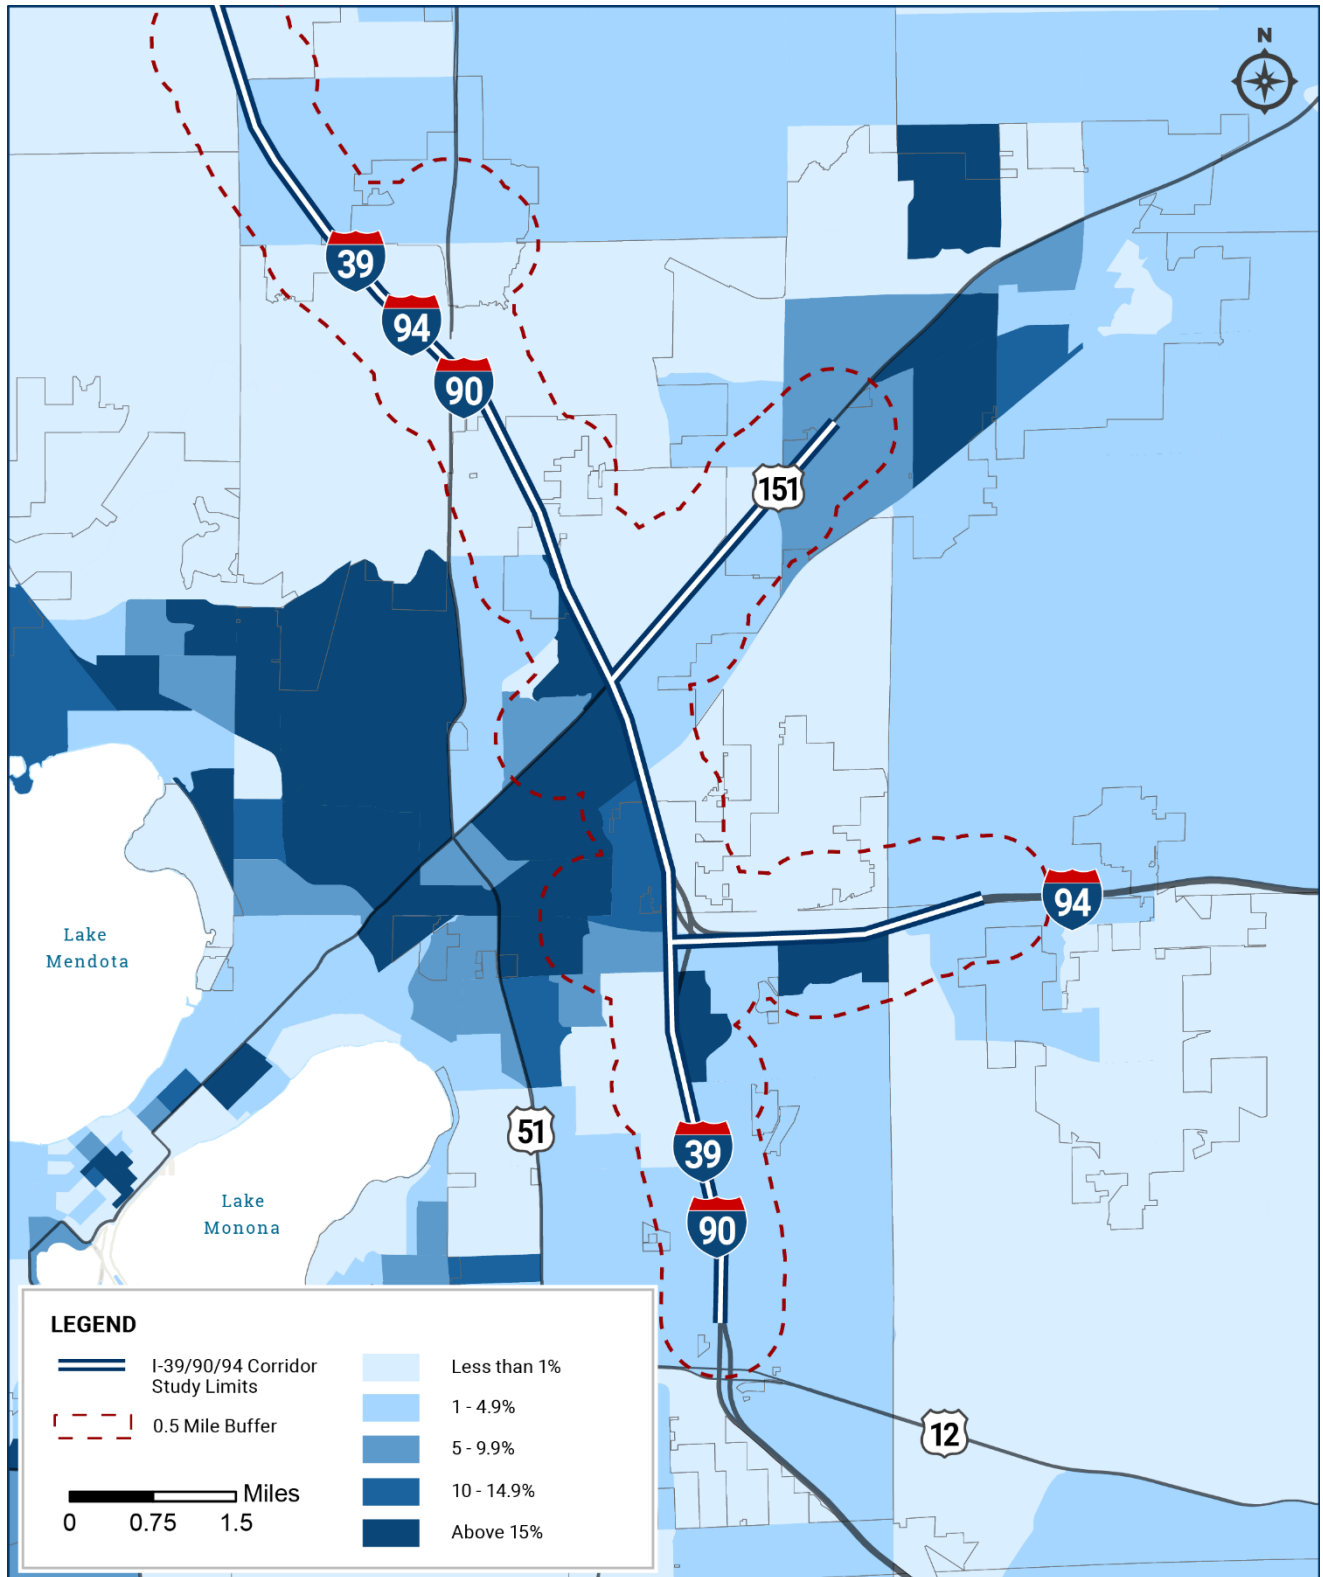 N
39
94
90
151
94
Lake
Mendota
51
39
Lake
Monona
90
LEGEND
I-39/90/94 Corridor
Study Limits
0.5 Mile Buffer
Miles
0 0.75 1.5
Less than 1%
1 - 4.9%
5 - 9.9%
10 - 14.9%
Above 15%
12